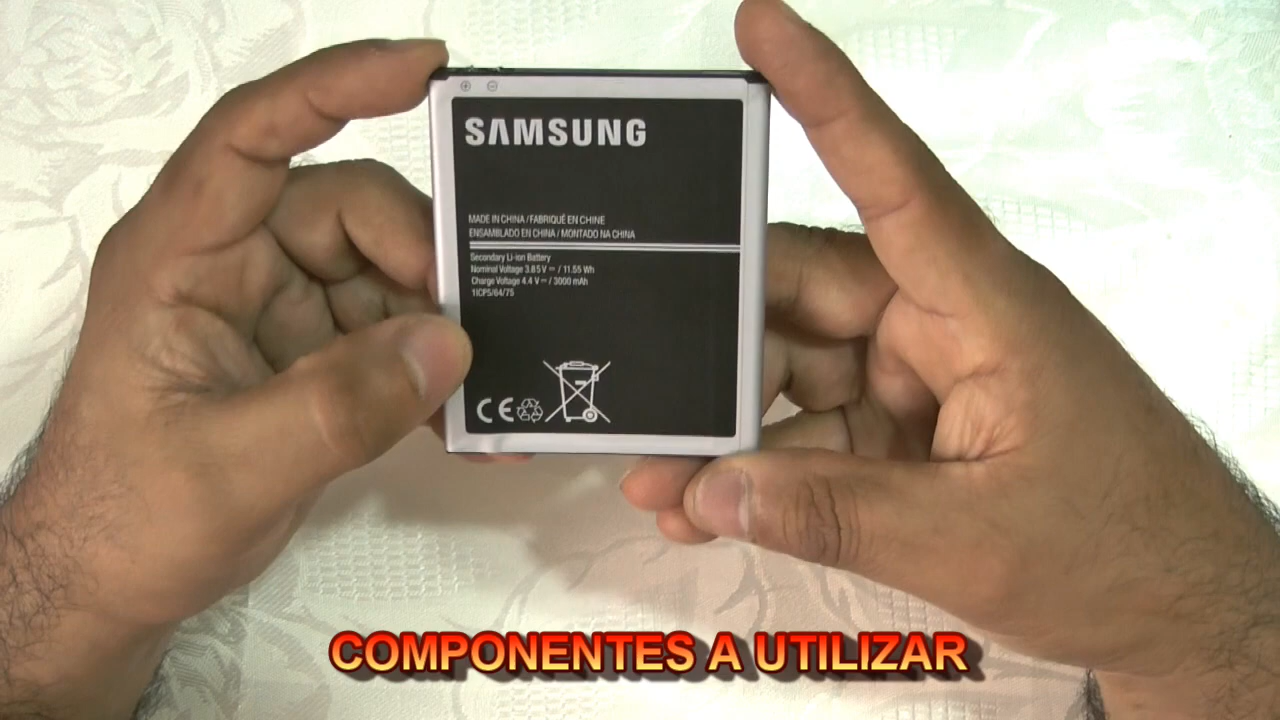 SAMSUNG
MADE IN CHINA / FABRIQUÉ EN CHINE
ENSAMBLADO EN CHINA / MONTADO NA CHINA
Secondary Li-ion Battery
Nominal Voltage 3.85 V ⎓ / 11.55 Wh
Charge Voltage 4.4 V ⎓ / 3000 mAh
1ICP5/64/75
CE
COMPONENTES A UTILIZAR